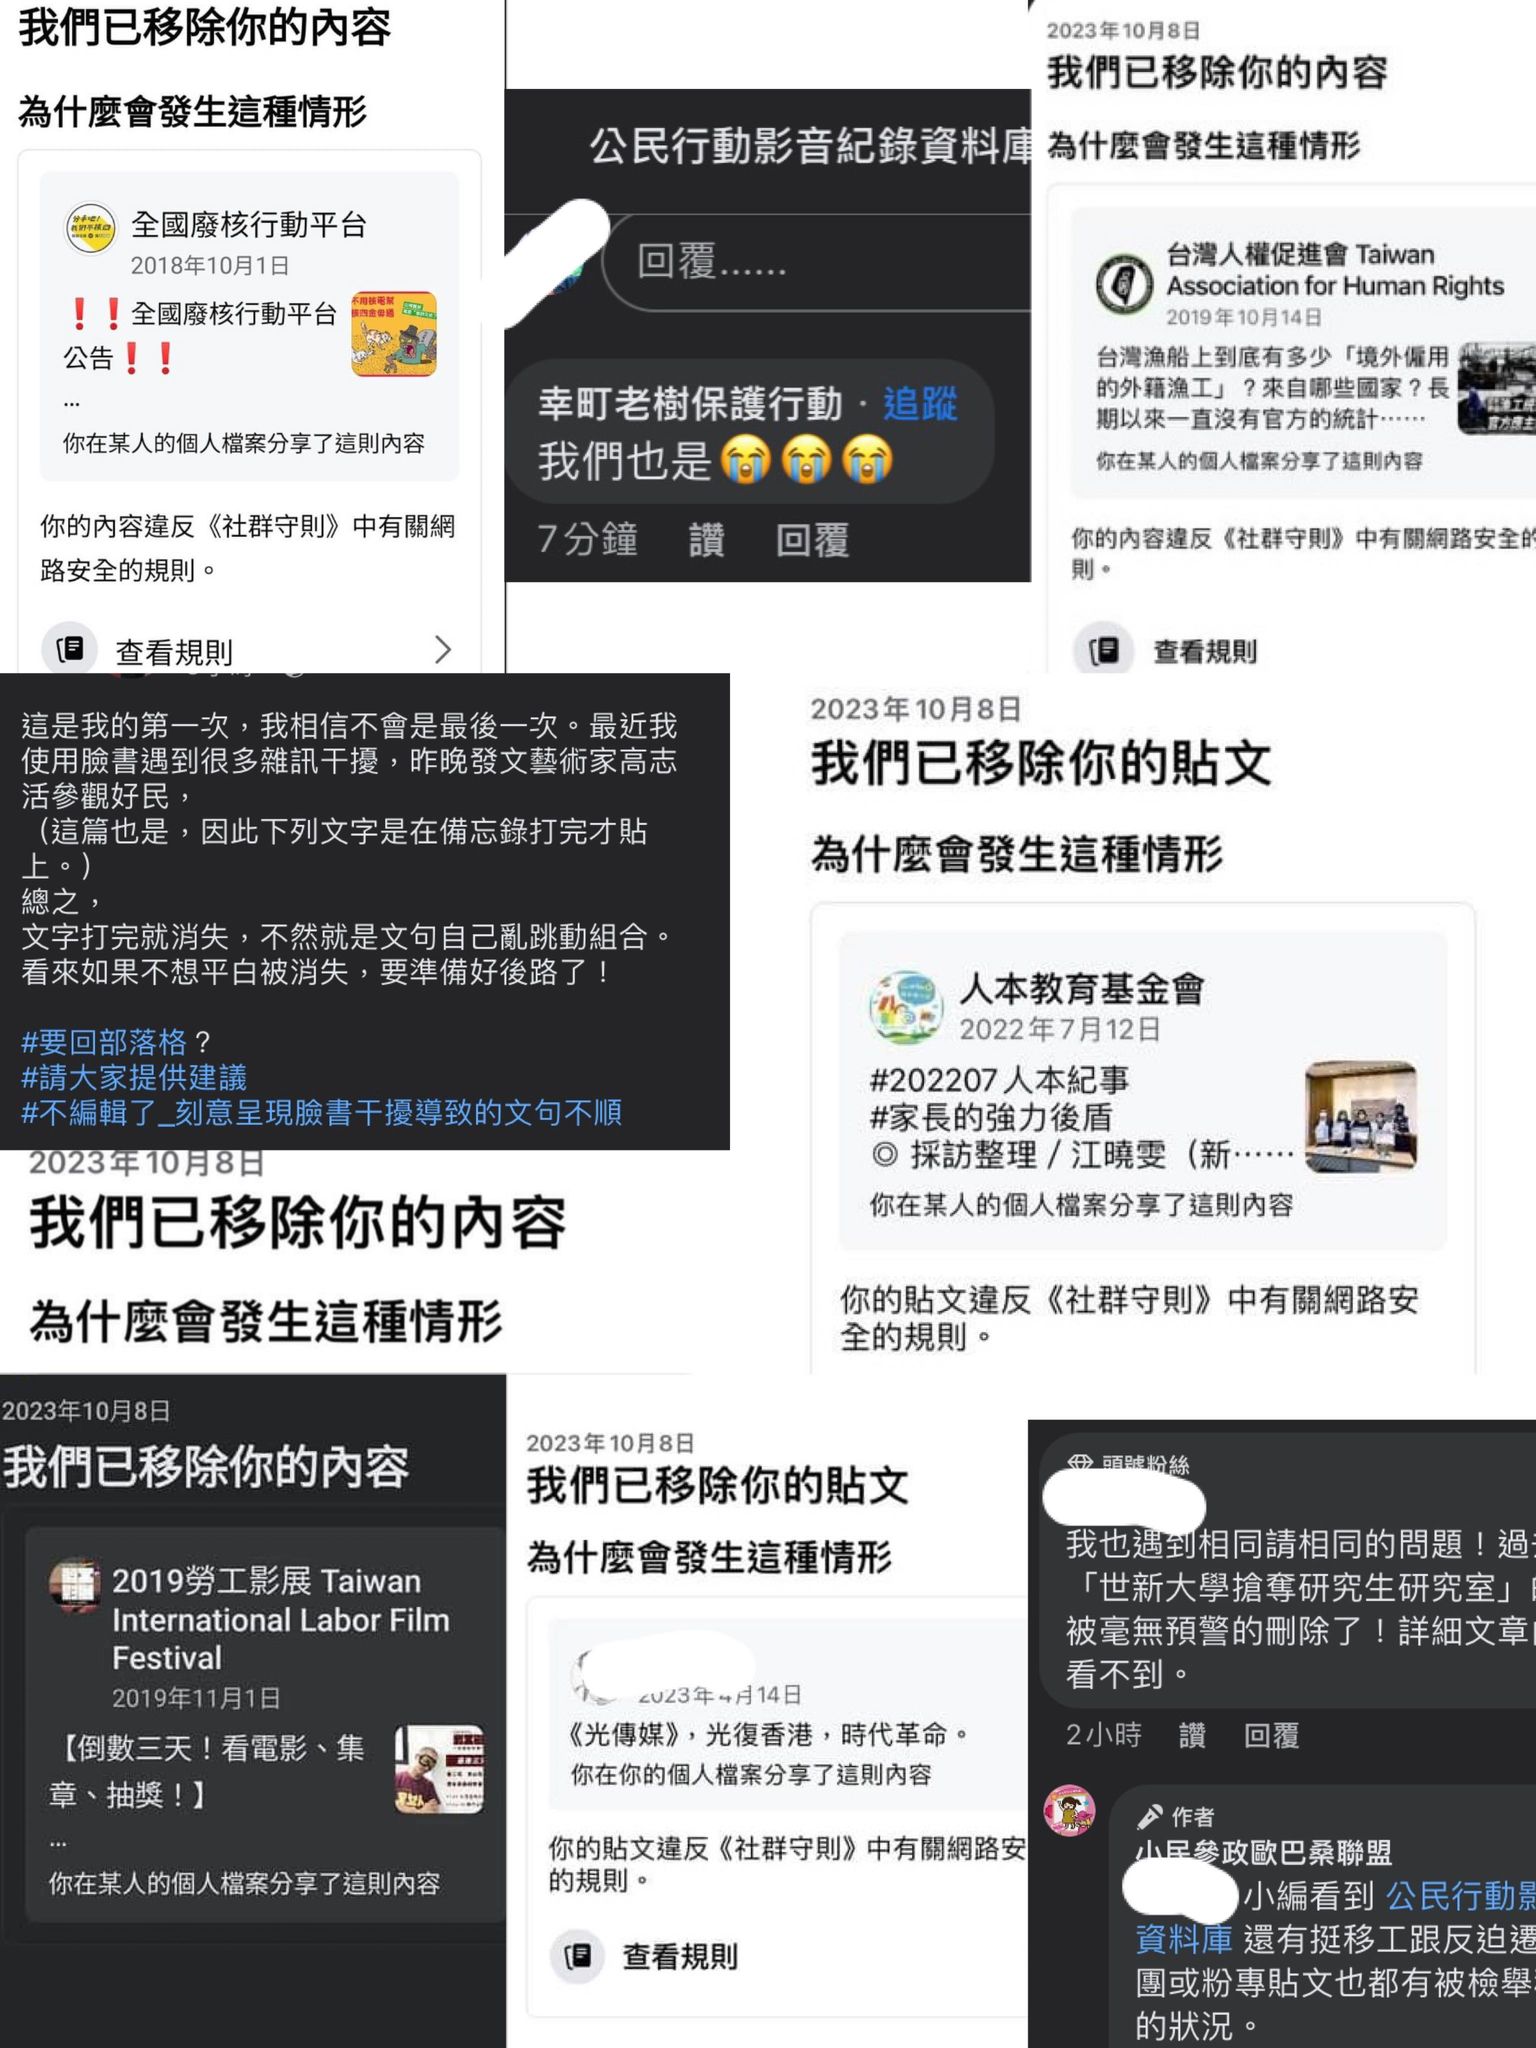 我們已移除你的內容
為什麼會發生這種情形
全國廢核行動平台
2018年10月1日
❗❗全國廢核行動平台
公告❗❗
...
你在某人的個人檔案分享了這則內容
你的內容違反《社群守則》中有關網
路安全的規則。
查看規則
公民行動影音紀錄資料庫
回覆......
幸町老樹保護行動 · 追蹤
我們也是😭😭😭
7分鐘 讚 回覆
2023年10月8日
我們已移除你的內容
為什麼會發生這種情形
台灣人權促進會 Taiwan
Association for Human Rights
2019年10月14日
台灣漁船上到底有多少「境外僱用
的外籍漁工」?來自哪些國家?長
期以來一直沒有官方的統計……
你在某人的個人檔案分享了這則內容
你的內容違反《社群守則》中有關網路安全的
則。
查看規則
這是我的第一次,我相信不會是最後一次。最近我
使用臉書遇到很多雜訊干擾,昨晚發文藝術家高志
活參觀好民,
(這篇也是,因此下列文字是在備忘錄打完才貼
上。)
總之,
文字打完就消失,不然就是文句自己亂跳動組合。
看來如果不想平白被消失,要準備好後路了!
#要回部落格?
#請大家提供建議
#不編輯了_刻意呈現臉書干擾導致的文句不順
2023年10月8日
我們已移除你的內容
為什麼會發生這種情形
2023年10月8日
我們已移除你的貼文
為什麼會發生這種情形
人本教育基金會
2022年7月12日
#202207人本紀事
#家長的強力後盾
◎ 採訪整理/江曉雯(新……
你在某人的個人檔案分享了這則內容
你的貼文違反《社群守則》中有關網路安
全的規則。
2023年10月8日
我們已移除你的內容
2019勞工影展 Taiwan
International Labor Film
Festival
2019年11月1日
【倒數三天!看電影、集
章、抽獎!】
...
你在某人的個人檔案分享了這則內容
2023年10月8日
我們已移除你的貼文
為什麼會發生這種情形
2023年4月14日
《光傳媒》,光復香港,時代革命。
你在你的個人檔案分享了這則內容
你的貼文違反《社群守則》中有關網路安
的規則。
查看規則
頭號粉絲
我也遇到相同請相同的問題!過
「世新大學搶奪研究生研究室」
被毫無預警的刪除了!詳細文章
看不到。
2小時 讚 回覆
作者
小民參政歐巴桑聯盟
小編看到 公民行動影
資料庫 還有挺移工跟反迫遷
團或粉專貼文也都有被檢舉
的狀況。